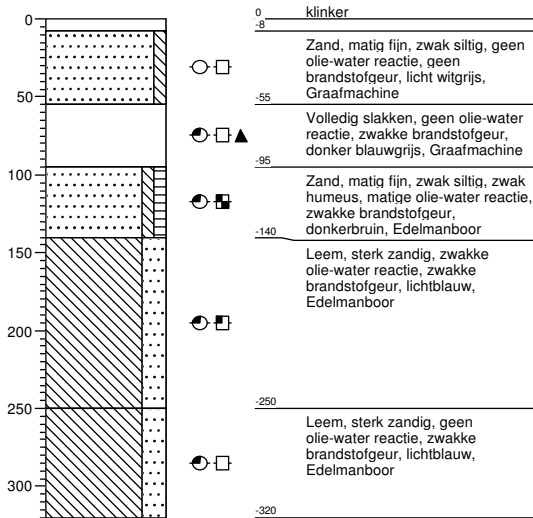 0
50
100
150
200
250
300
0
klinker
-8
Zand, matig fijn, zwak siltig, geen
olie-water reactie, geen
brandstofgeur, licht witgrijs,
Graafmachine
-55
Volledig slakken, geen olie-water
reactie, zwakke brandstofgeur,
donker blauwgrijs, Graafmachine
-95
Zand, matig fijn, zwak siltig, zwak
humeus, matige olie-water reactie,
zwakke brandstofgeur,
donkerbruin, Edelmanboor
-140
Leem, sterk zandig, zwakke
olie-water reactie, zwakke
brandstofgeur, lichtblauw,
Edelmanboor
-250
Leem, sterk zandig, geen
olie-water reactie, zwakke
brandstofgeur, lichtblauw,
Edelmanboor
-320